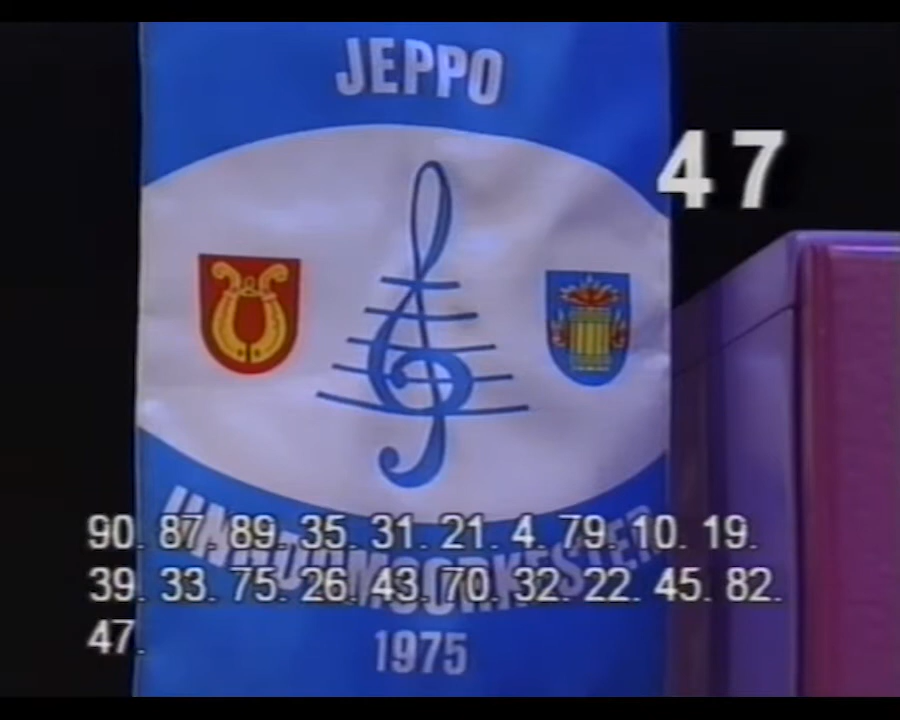 JEPPO
47
UNGDOMSORKESTER
90. 87. 89. 35. 31. 21. 4. 79. 10. 19.
39. 33. 75. 26. 43. 70. 32. 22. 45. 82.
47.
1975